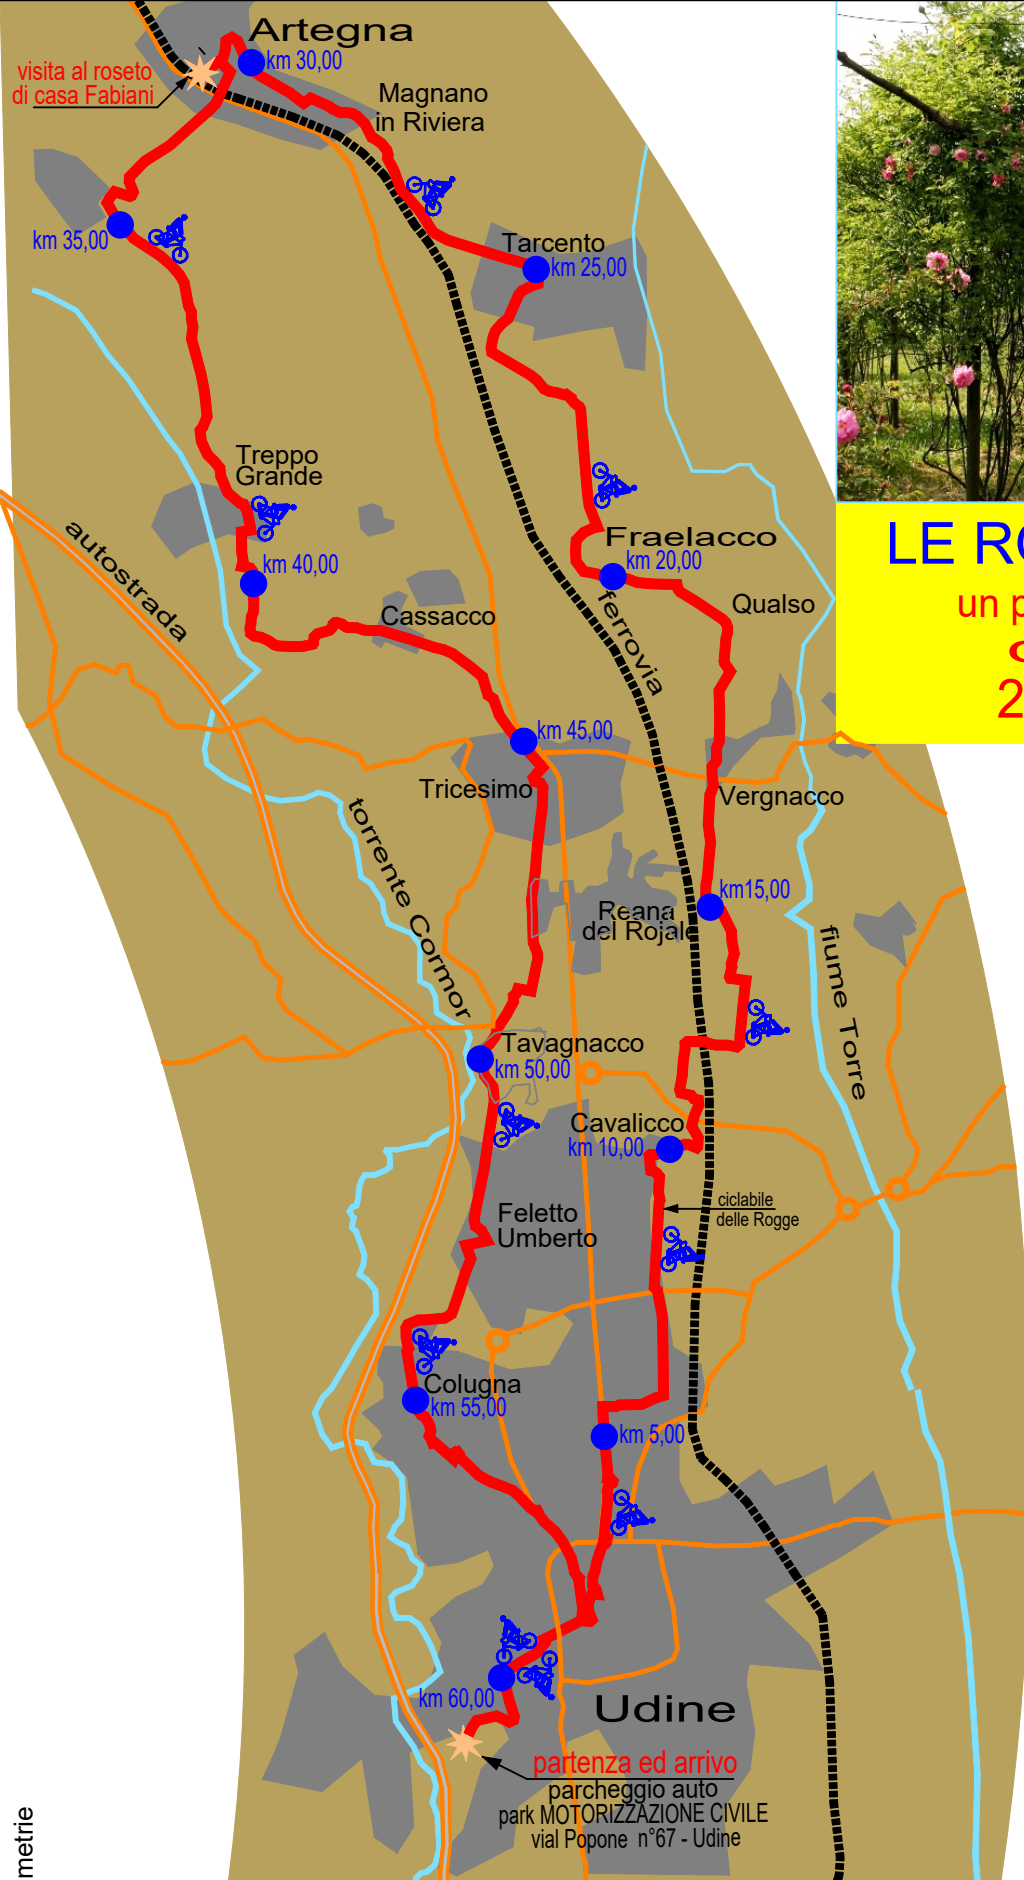 Artegna
km 30,00
visita al roseto
di casa Fabiani
Magnano
in Riviera
km 35,00
Tarcento
km 25,00
Treppo
Grande
autostrada
km 40,00
Fraelacco
km 20,00
ferrovia
Qualso
Cassacco
LE RO
un p
2
km 45,00
Tricesimo
Vergnacco
torrente Cormor
km15,00
Reana
del Rojale
fiume Torre
Tavagnacco
km 50,00
Cavalicco
km 10,00
ciclabile
delle Rogge
Feletto
Umberto
Colugna
km 55,00
km 5,00
km 60,00
Udine
partenza ed arrivo
parcheggio auto
park MOTORIZZAZIONE CIVILE
vial Popone n°67 - Udine
metrie